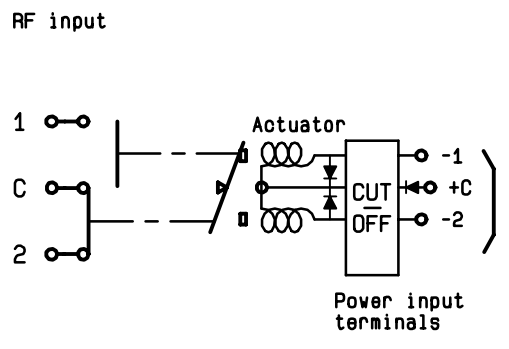 RF input
1
Actuator
-1
C
CUT
+C
OFF
-2
2
Power input
terminals